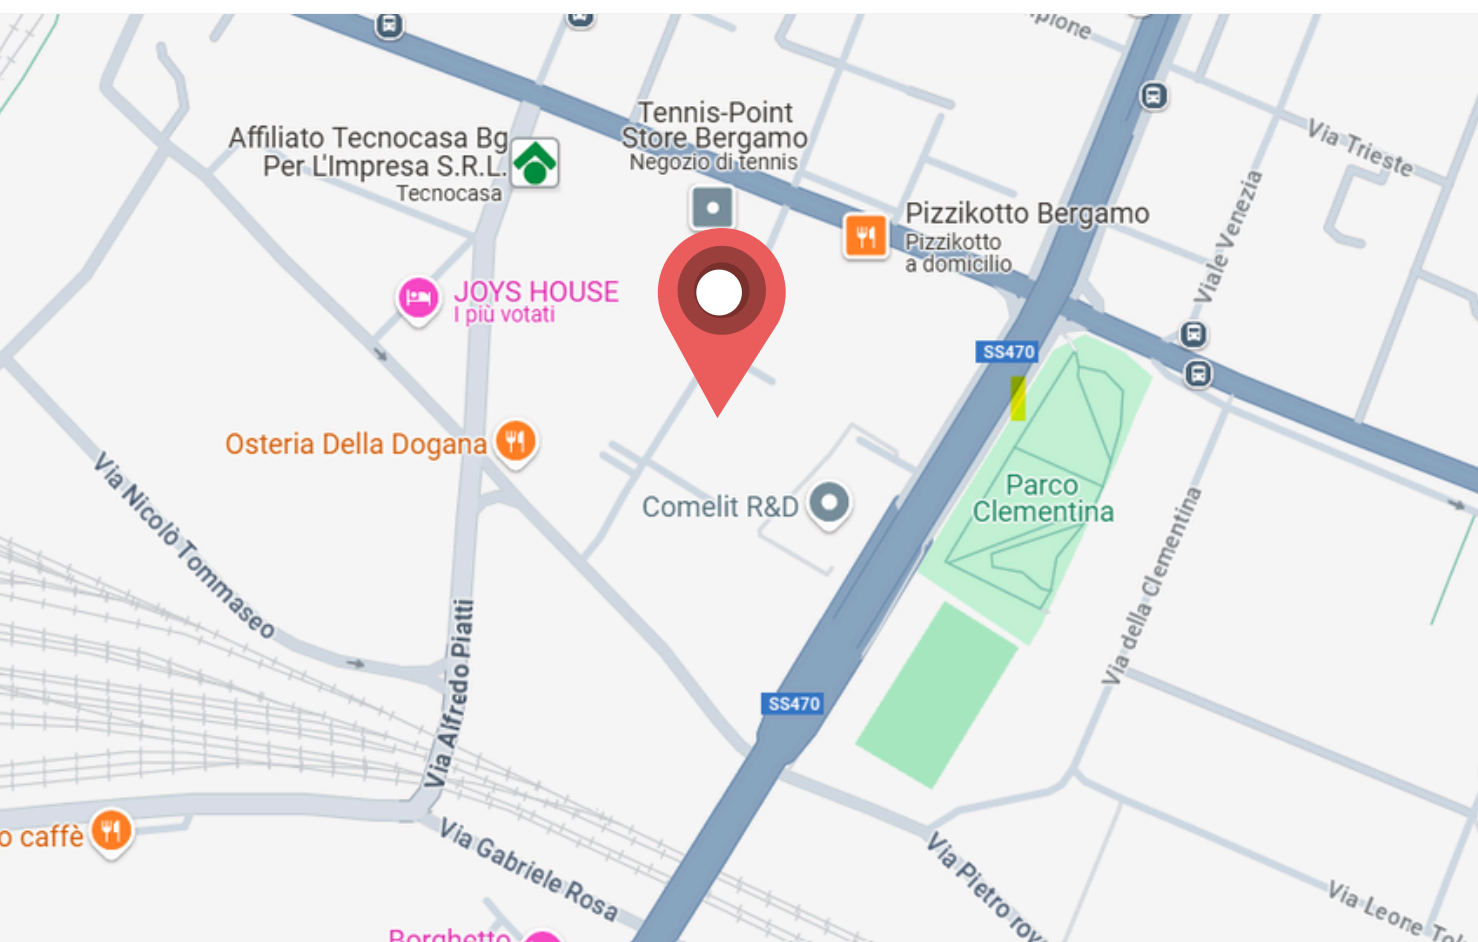 Via Trieste
Tennis-Point
Store Bergamo
Negozio di tennis
Affiliato Tecnocasa Bg
Per L'Impresa S.R.L.
Tecnocasa
Viale Venezia
Pizzikotto Bergamo
Pizzikotto
a domicilio
JOYS HOUSE
I più votati
SS470
Osteria Della Dogana
Comelit R&D
Parco
Clementina
Via Nicolò Tommaseo
Via della Clementina
Via Alfredo Piatti
SS470
caffè
Via Gabriele Rosa
Via Pietro
Via Leone
Borghetto